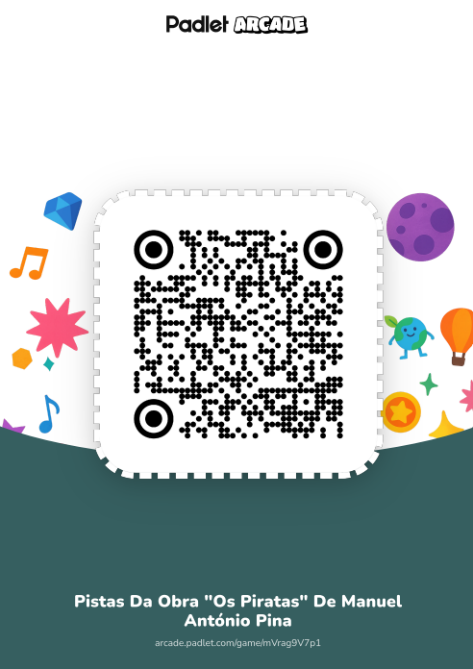 Padlet ARCADE
Pistas Da Obra "Os Piratas" De Manuel
António Pina
arcade.padlet.com/game/mVrag9V7p1